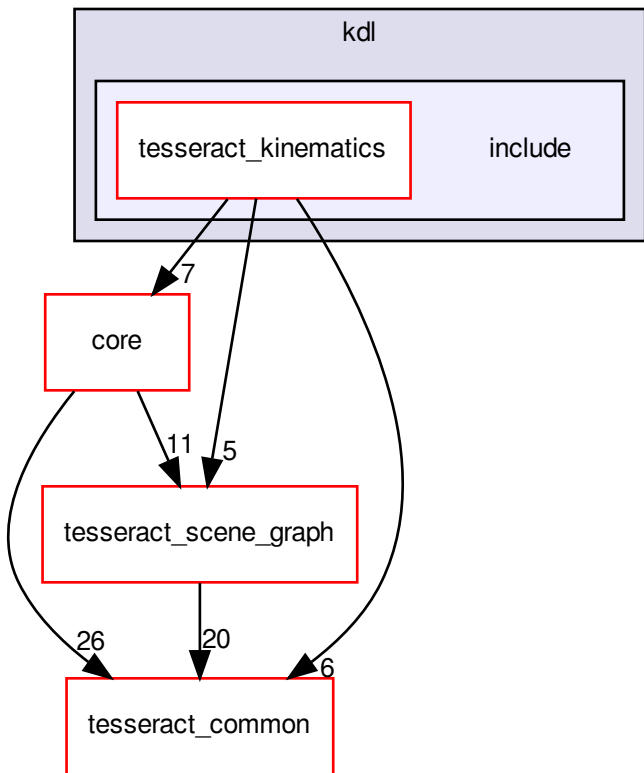 kdl
tesseract_kinematics
include
7
core
11
5
tesseract_scene_graph
26
20
6
tesseract_common